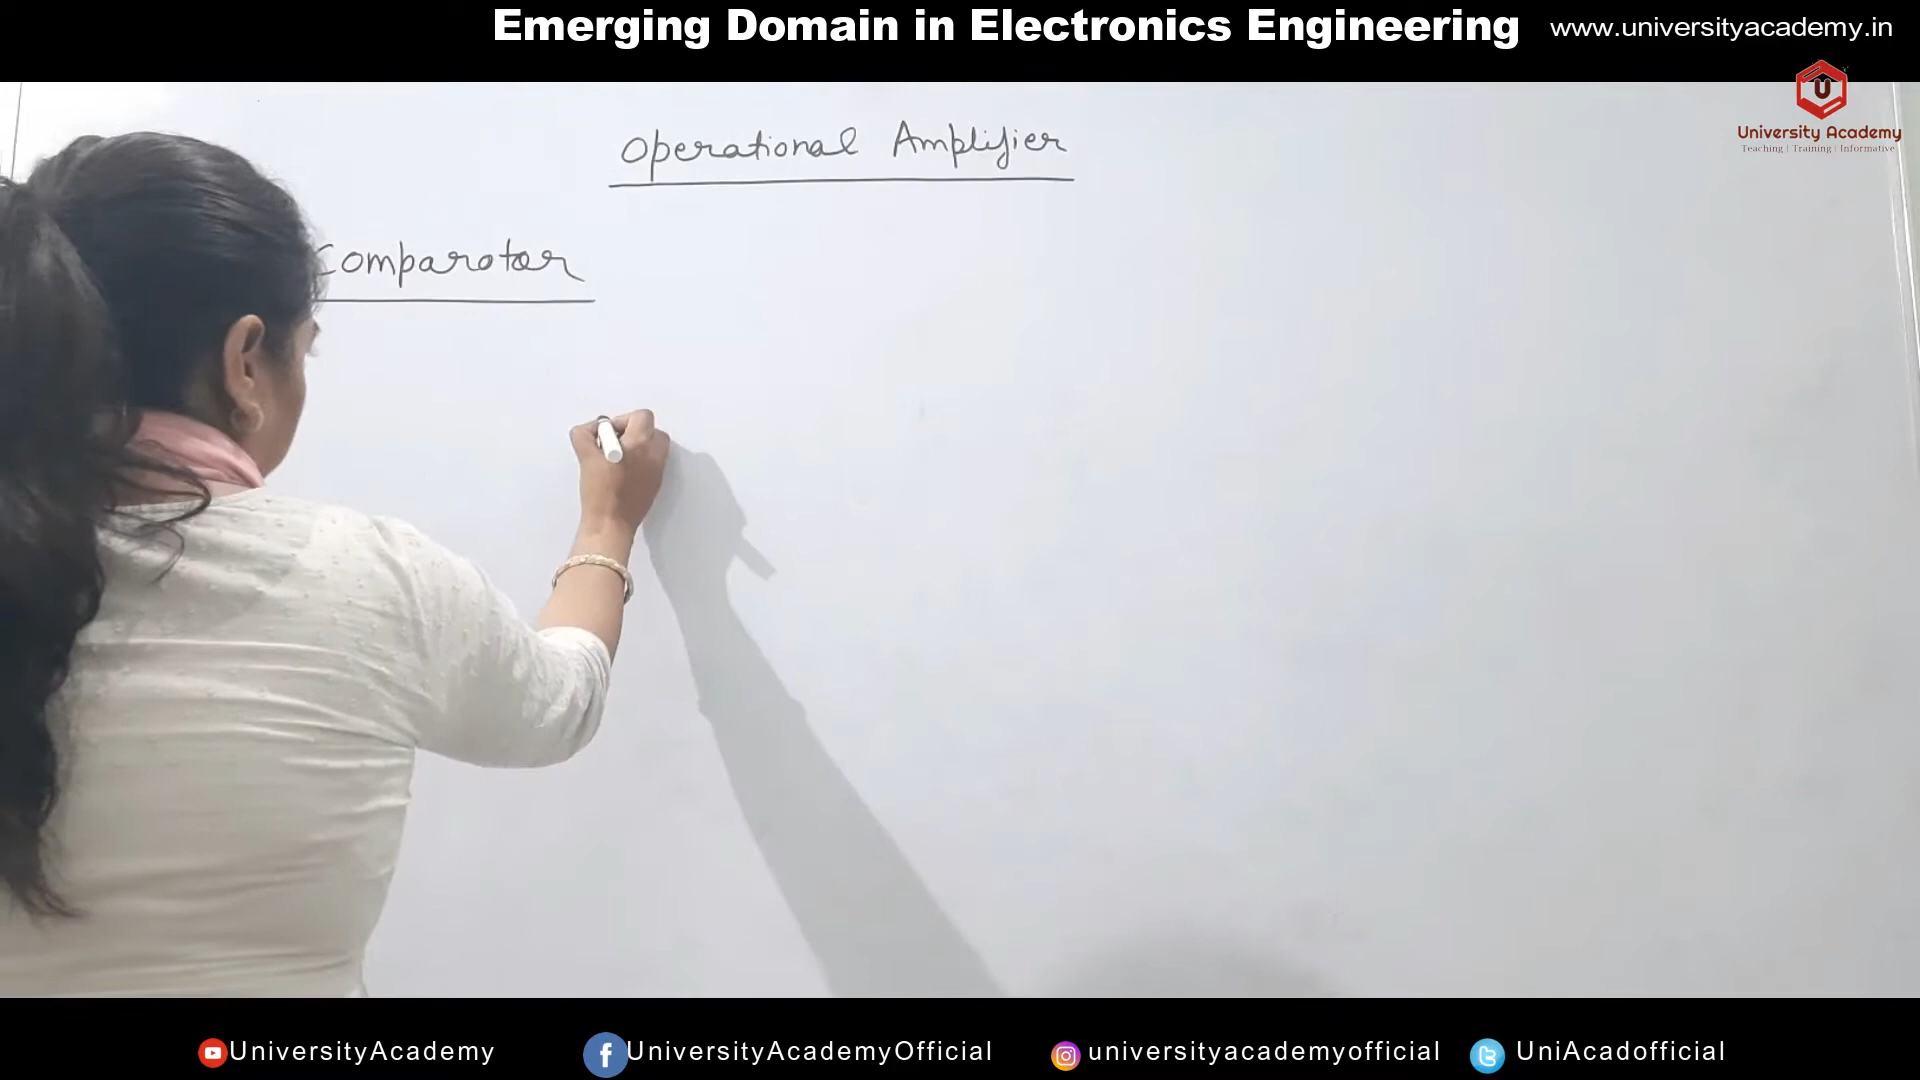 Emerging Domain in Electronics Engineering
www.universityacademy.in
U
University Academy
Teaching | Training | Informative
Operational Amplifier
Comparator
UniversityAcademy
UniversityAcademyOfficial
universityacademyofficial
UniAcadofficial